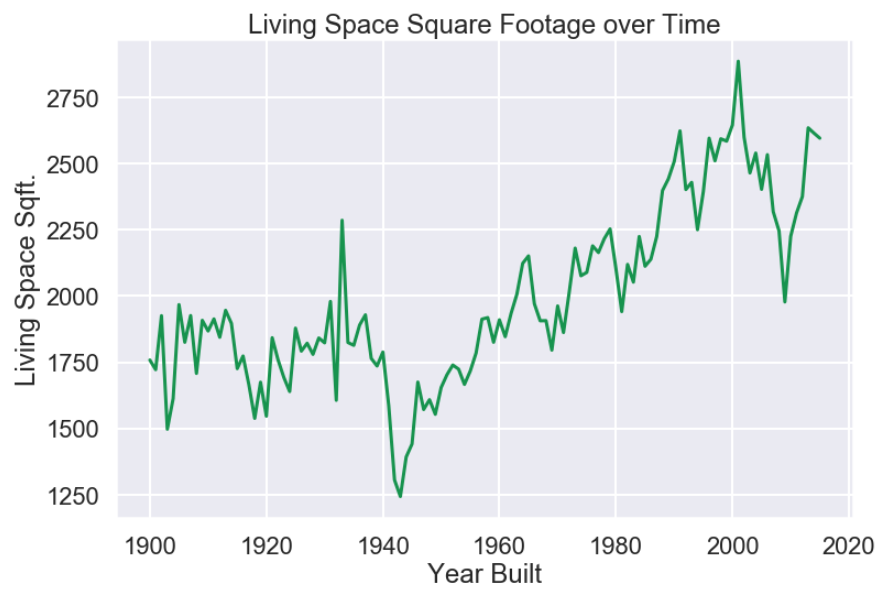 Living Space Square Footage over Time
Living Space Sqft.
2750
2500
2250
2000
1750
1500
1250
1900 1920 1940 1960 1980 2000 2020
Year Built